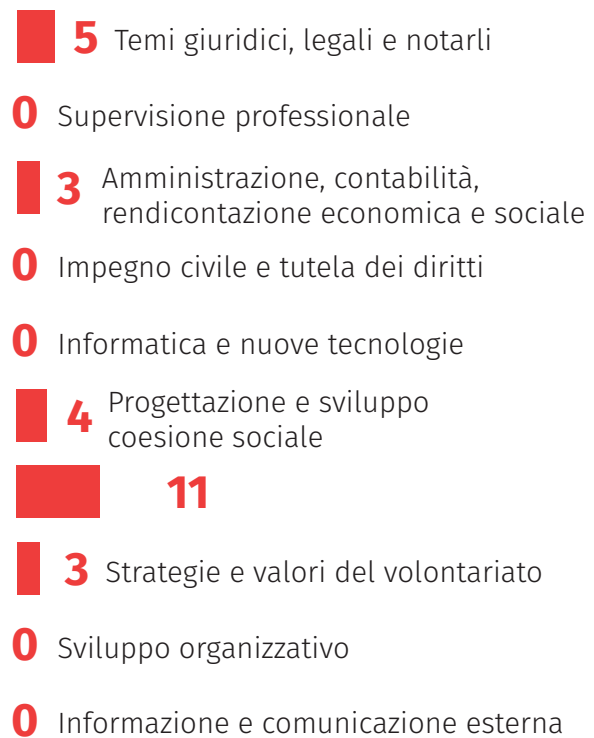 5 Temi giuridici, legali e notarli
0 Supervisione professionale
3 Amministrazione, contabilità,
rendicontazione economica e sociale
0 Impegno civile e tutela dei diritti
0 Informatica e nuove tecnologie
4 Progettazione e sviluppo
coesione sociale
11
3 Strategie e valori del volontariato
0 Sviluppo organizzativo
0 Informazione e comunicazione esterna